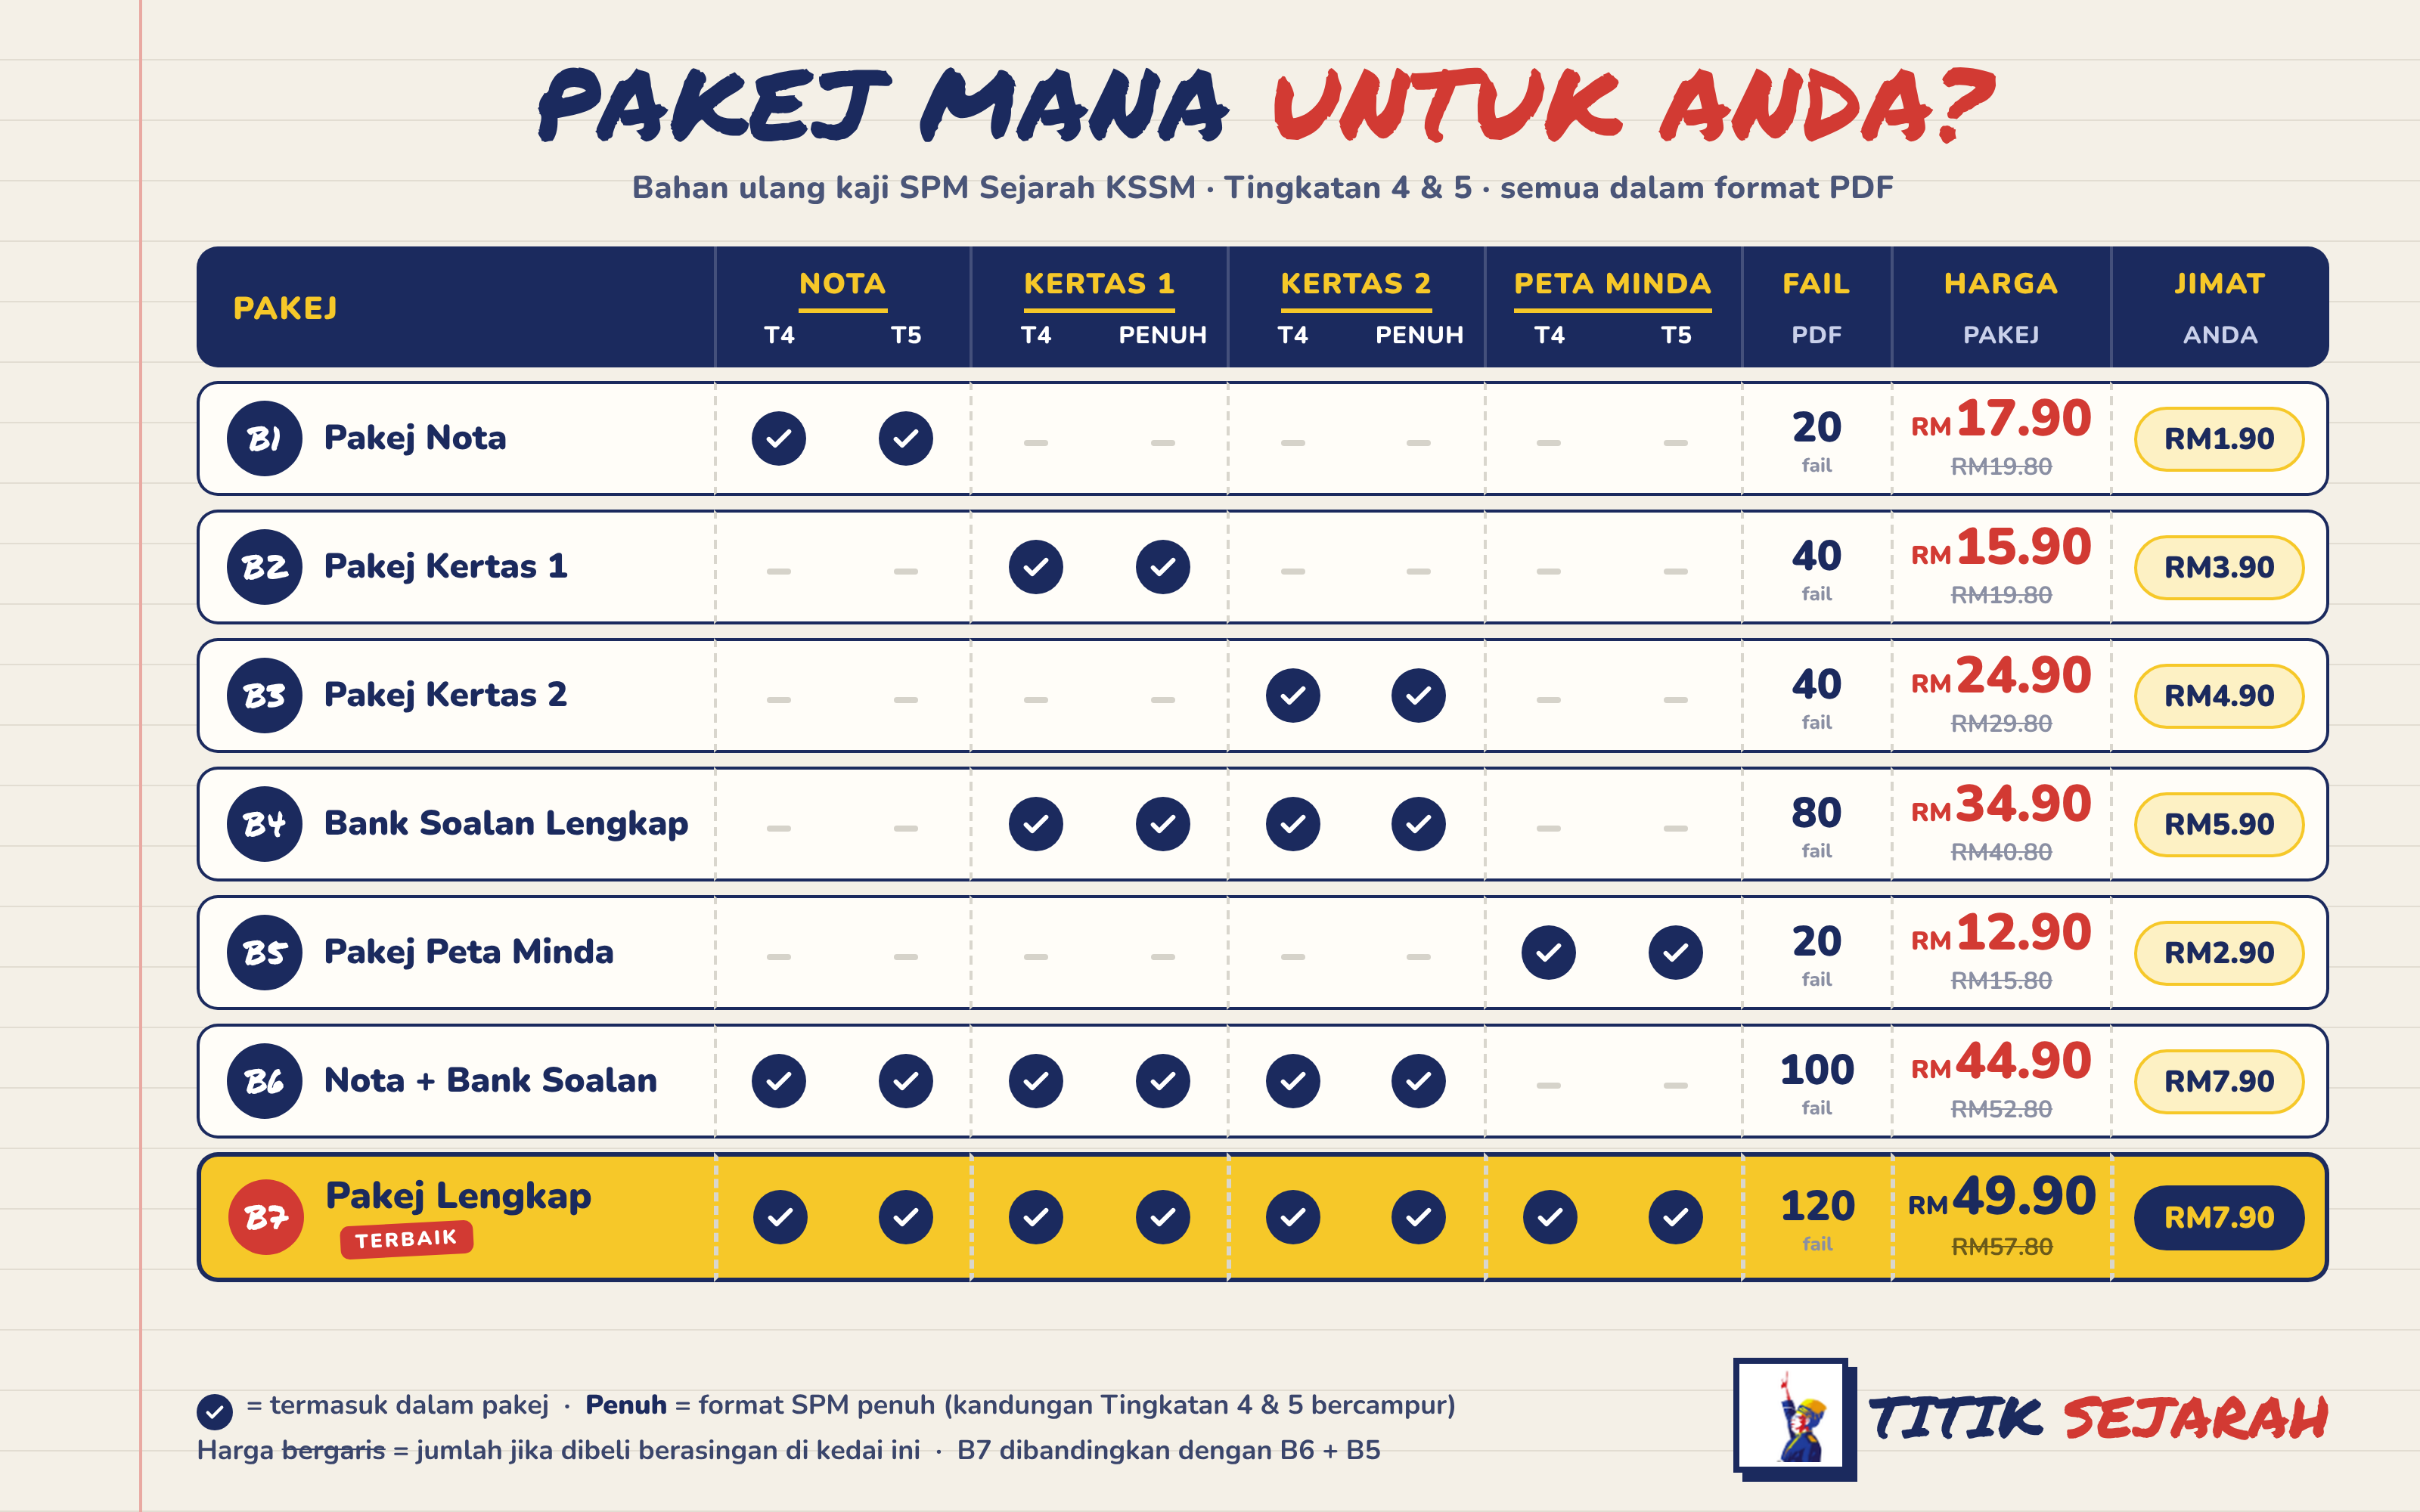 PAKEJ MANA UNTUK ANDA?
Bahan ulang kaji SPM Sejarah KSSM · Tingkatan 4 & 5 · semua dalam format PDF
PAKEJ NOTA KERTAS 1 KERTAS 2 PETA MINDA FAIL HARGA JIMAT
T4 T5 T4 PENUH T4 PENUH T4 T5 PDF PAKEJ ANDA
B1 Pakej Nota – – – – – – 20 fail RM17.90 RM19.80 RM1.90
B2 Pakej Kertas 1 – – – – – – 40 fail RM15.90 RM19.80 RM3.90
B3 Pakej Kertas 2 – – – – – – 40 fail RM24.90 RM29.80 RM4.90
B4 Bank Soalan Lengkap – – – – 80 fail RM34.90 RM40.80 RM5.90
B5 Pakej Peta Minda – – – – – – 20 fail RM12.90 RM15.80 RM2.90
B6 Nota + Bank Soalan – – 100 fail RM44.90 RM52.80 RM7.90
B7 Pakej Lengkap TERBAIK 120 fail RM49.90 RM57.80 RM7.90
= termasuk dalam pakej · Penuh = format SPM penuh (kandungan Tingkatan 4 & 5 bercampur)
Harga bergaris = jumlah jika dibeli berasingan di kedai ini · B7 dibandingkan dengan B6 + B5
TITIK SEJARAH